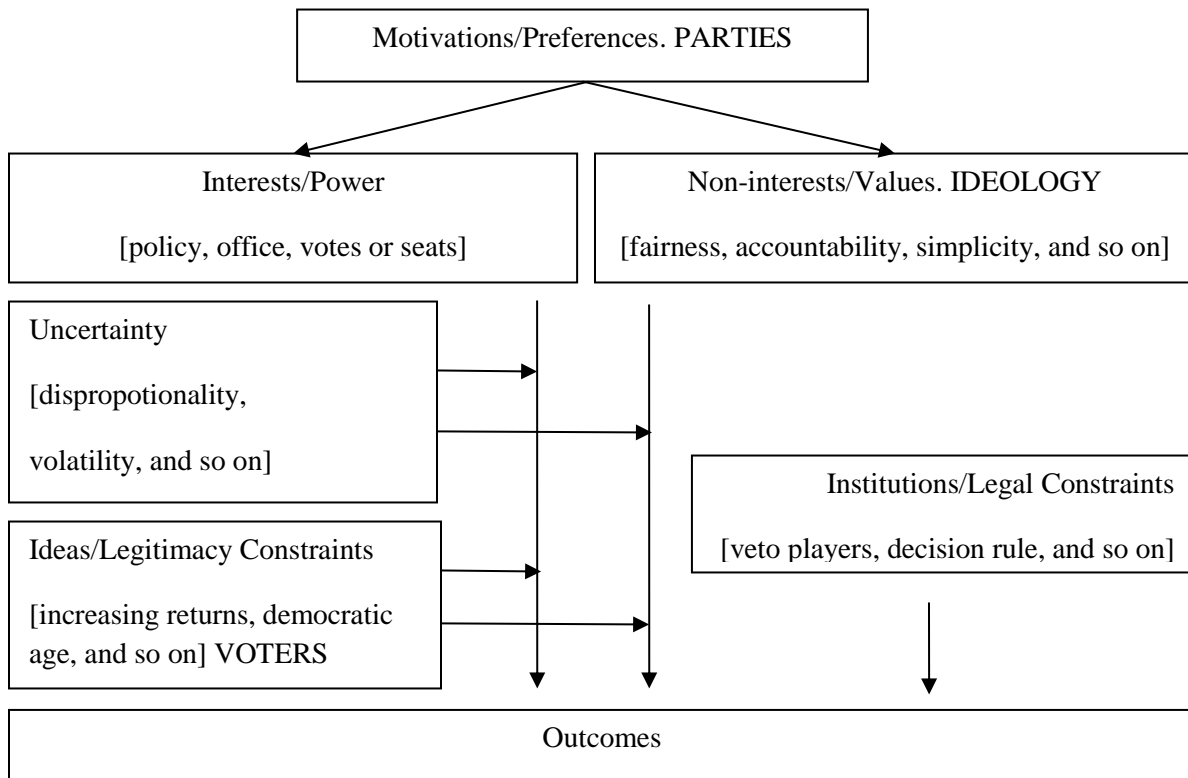 Motivations/Preferences. PARTIES
Interests/Power
[policy, office, votes or seats]
Non-interests/Values. IDEOLOGY
[fairness, accountability, simplicity, and so on]
Uncertainty
[dispropotionality,
volatility, and so on]
Institutions/Legal Constraints
[veto players, decision rule, and so on]
Ideas/Legitimacy Constraints
[increasing returns, democratic
age, and so on] VOTERS
Outcomes